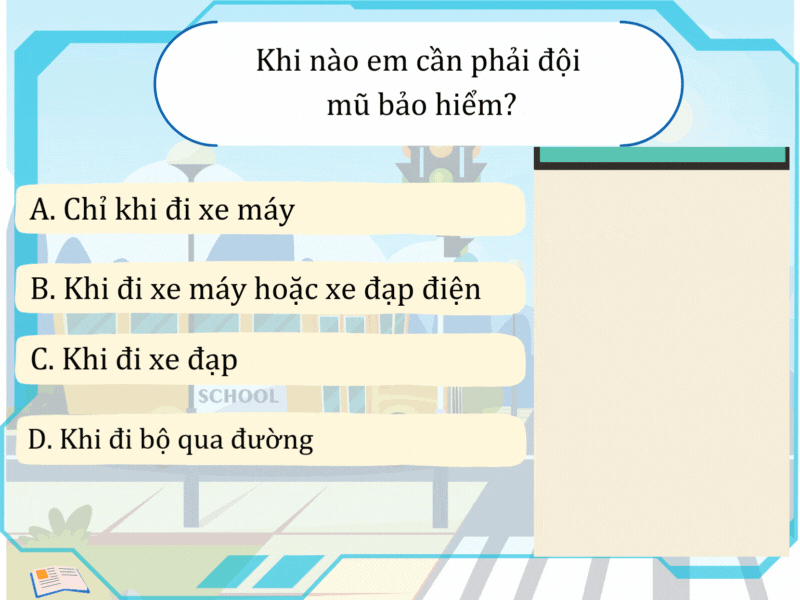 Khi nào em cần phải đội
mũ bảo hiểm?
A. Chỉ khi đi xe máy
B. Khi đi xe máy hoặc xe đạp điện
C. Khi đi xe đạp
SCHOOL
D. Khi đi bộ qua đường